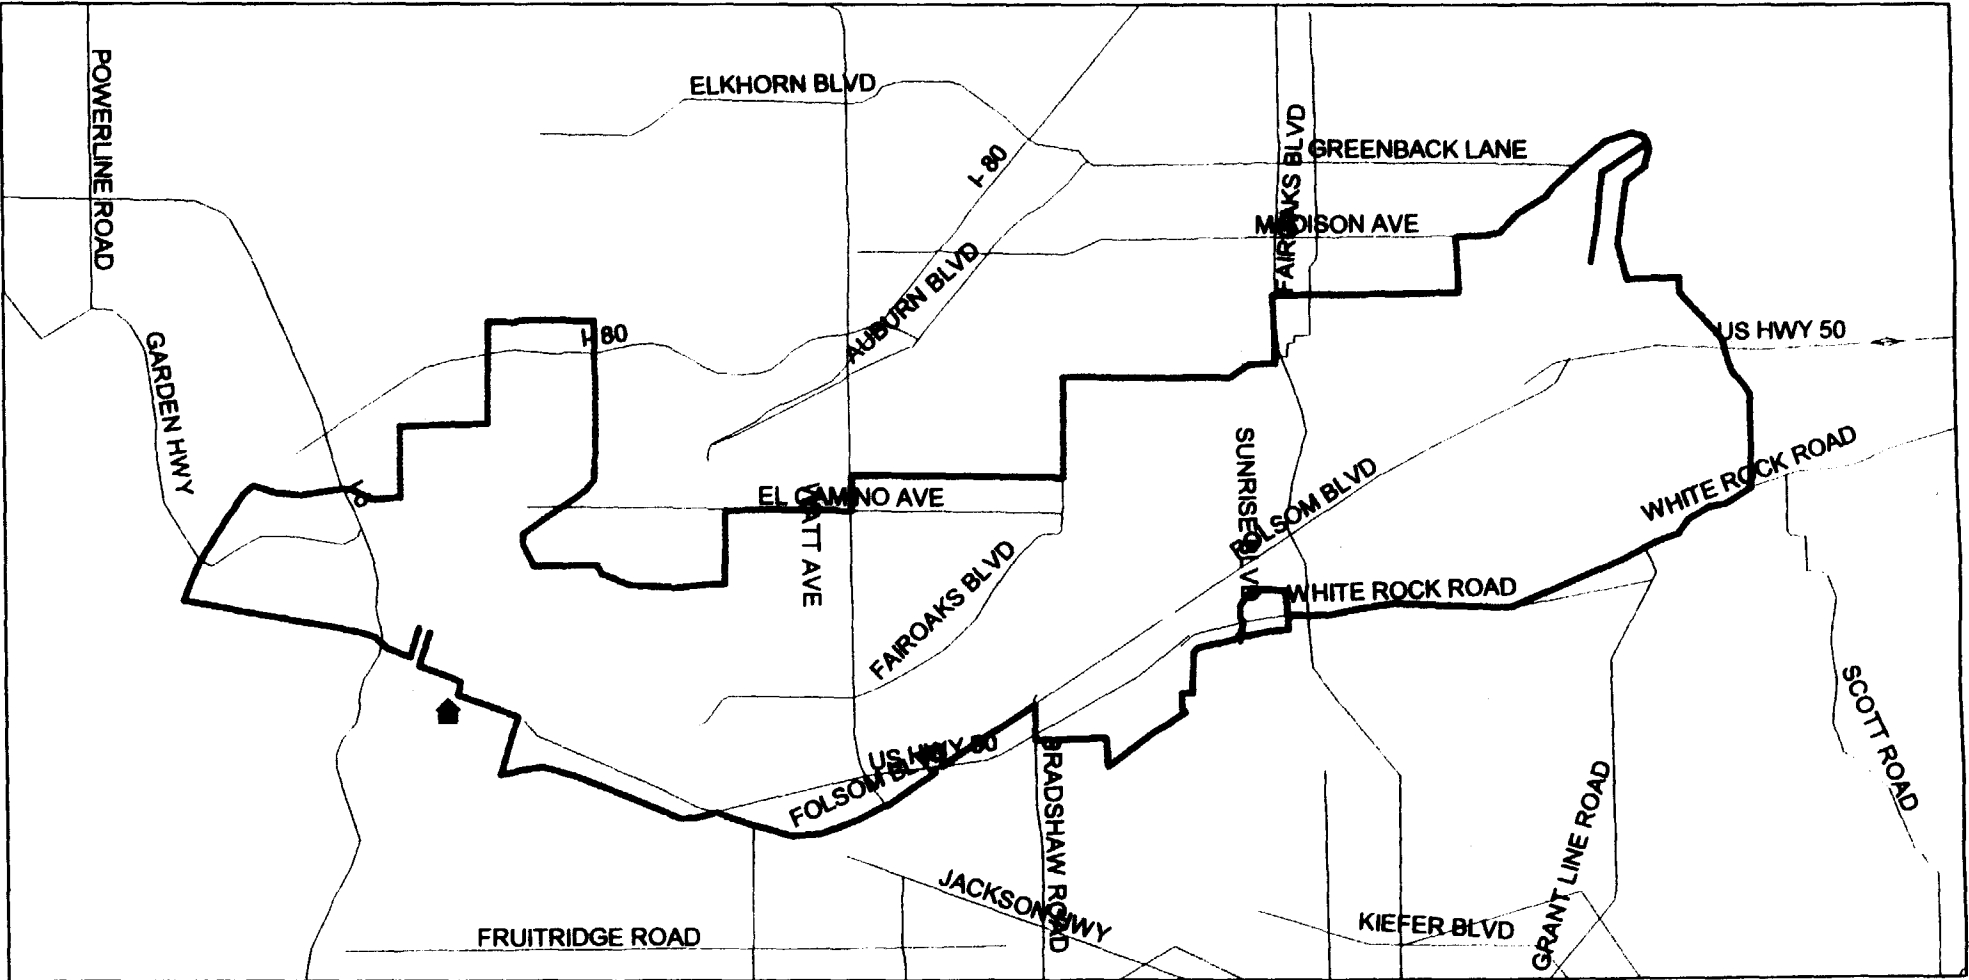 POWERLINE ROAD
ELKHORN BLVD
I- 80
FAIROAKS BLVD
GREENBACK LANE
MADISON AVE
AUBURN BLVD
I-80
GARDEN HWY
US HWY 50
EL CAMINO AVE
WATT AVE
SUNRISE BLVD
FOLSOM BLVD
WHITE ROCK ROAD
FAIROAKS BLVD
WHITE ROCK ROAD
SCOTT ROAD
US HWY 50
FOLSOM BLVD
BRADSHAW ROAD
GRANT LINE ROAD
JACKSON HWY
KIEFER BLVD
FRUITRIDGE ROAD